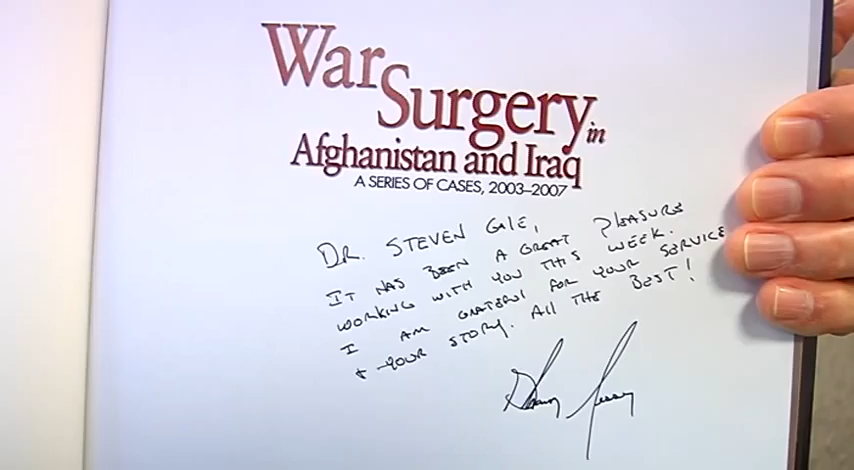 War
Surgery in
Afghanistan and Iraq
A SERIES OF CASES, 2003–2007
DR. STEVEN GALE,
IT HAS BEEN A GREAT PLEASURE
WORKING WITH YOU THIS WEEK.
I AM GRATEFUL FOR YOUR SERVICE
+ YOUR STORY. ALL THE BEST!